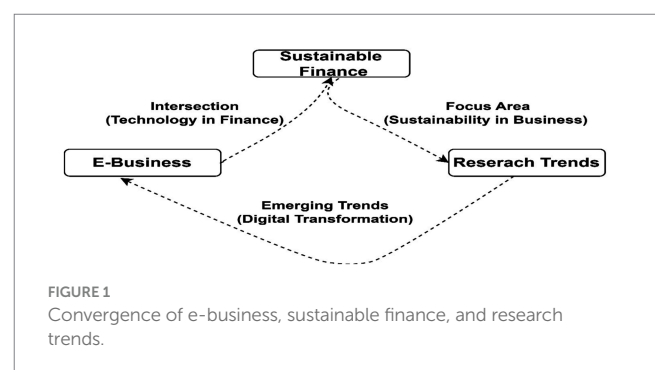 Sustainable
Finance
Intersection
(Technology in Finance)
Focus Area
(Sustainability in Business)
E-Business
Reserach Trends
Emerging Trends
(Digital Transformation)
FIGURE 1
Convergence of e-business, sustainable finance, and research
trends.